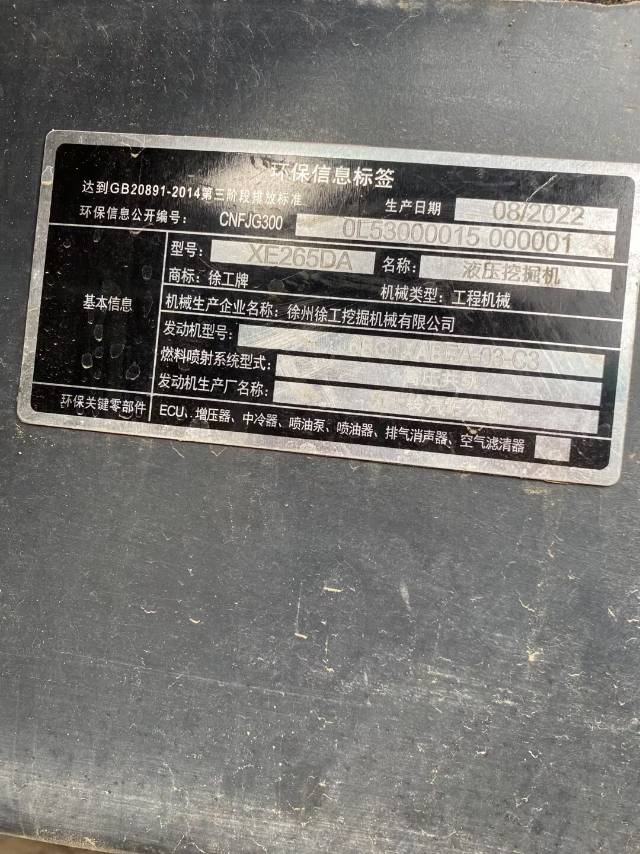 环保信息标签
达到GB20891-2014第三阶段排放标准
生产日期 08/2022
环保信息公开编号： CNFJG300 0L53000015 000001
基本信息
型号： XE265DA 名称： 液压挖掘机
商标：徐工牌 机械类型：工程机械
机械生产企业名称：徐州徐工挖掘机械有限公司
发动机型号： -03-C3
燃料喷射系统型式： 高压共
发动机生产厂名称：
环保关键零部件 ECU、增压器、中冷器、喷油泵、喷油器、排气消声器、空气滤清器